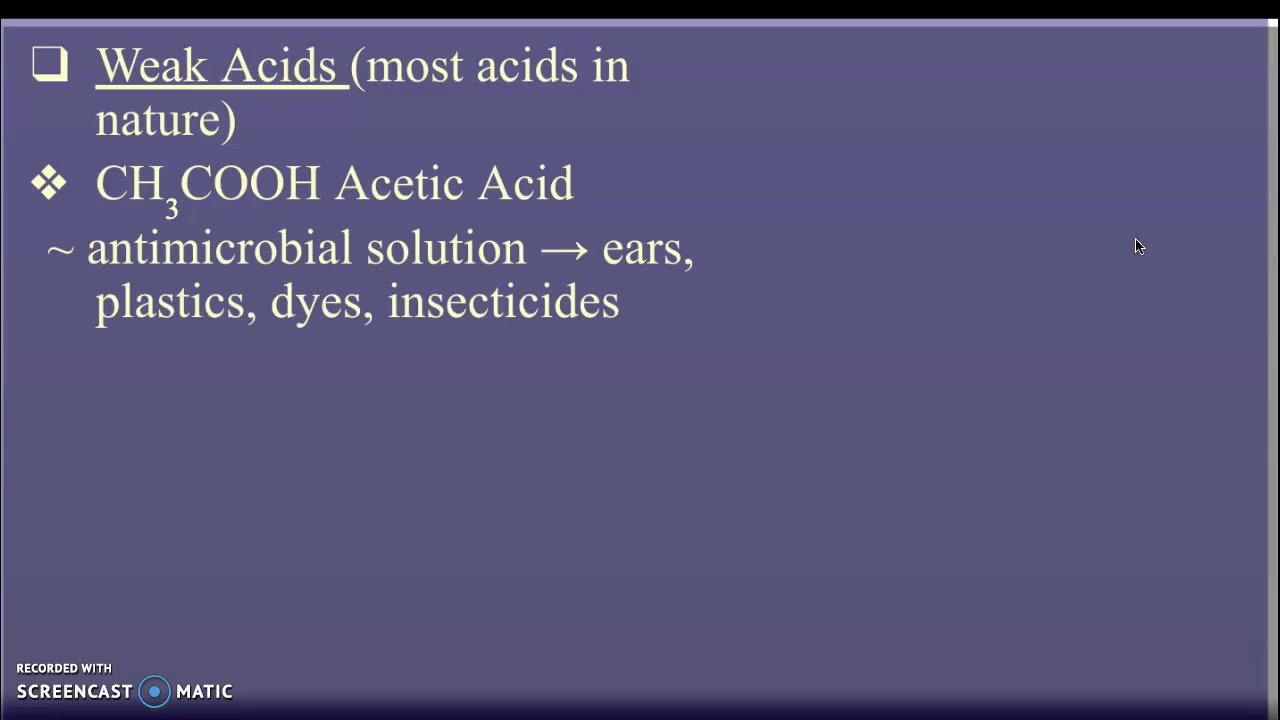 ❑ Weak Acids (most acids in
nature)
❖ CH₃COOH Acetic Acid
~ antimicrobial solution → ears,
plastics, dyes, insecticides
RECORDED WITH
SCREENCAST MATIC